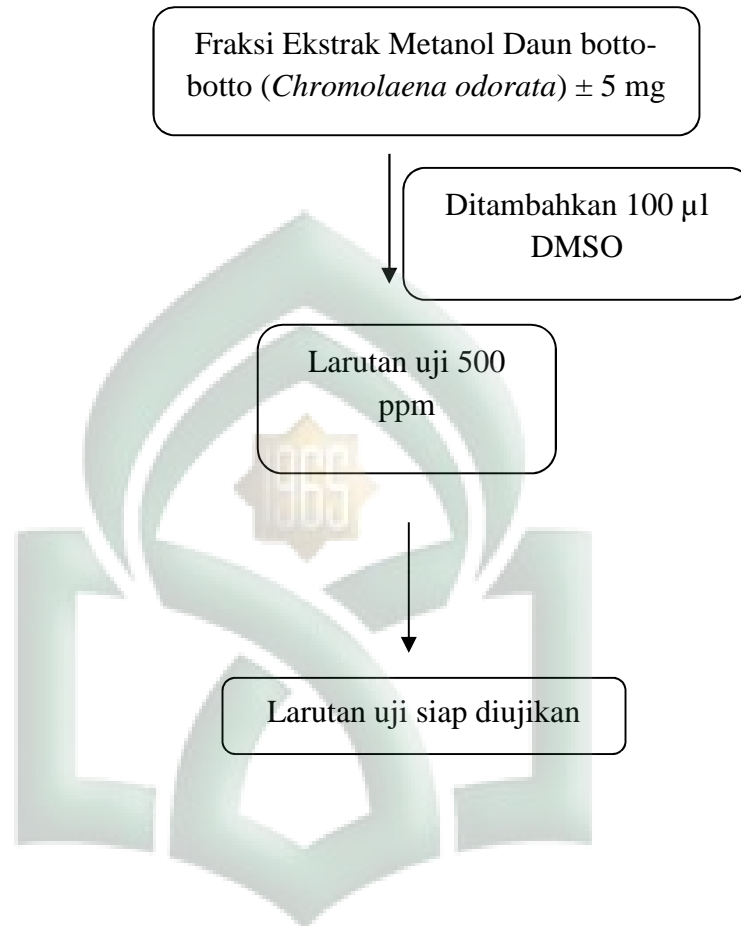 Fraksi Ekstrak Metanol Daun botto-
botto (Chromolaena odorata) ± 5 mg
Ditambahkan 100 µl
DMSO
Larutan uji 500
ppm
1965
Larutan uji siap diujikan